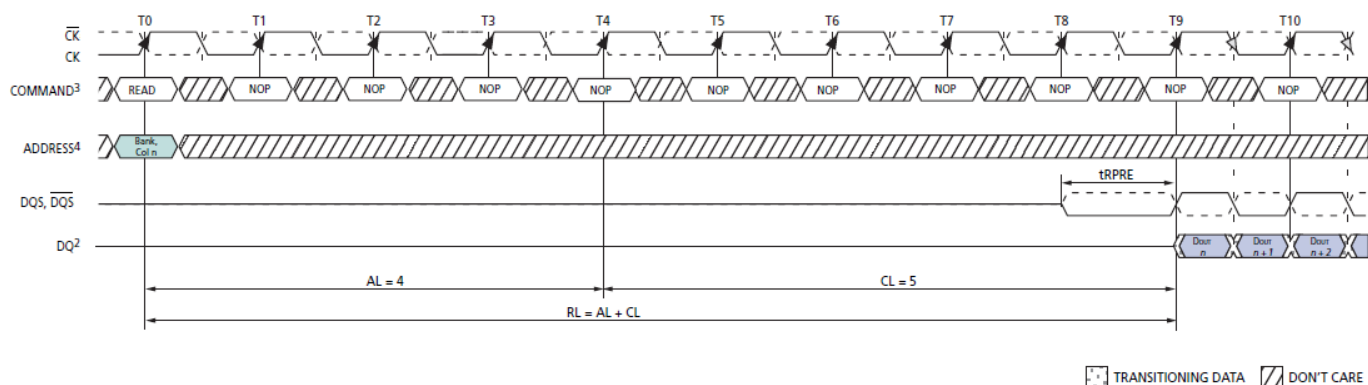 T0 T1 T2 T3 T4 T5 T6 T7 T8 T9 T10
CK
CK
COMMAND3 READ NOP NOP NOP NOP NOP NOP NOP NOP NOP NOP
ADDRESS4 Bank, Col n
tRPRE
DQS, DQS
DQ2 DOUT n DOUT n + 1 DOUT n + 2
AL = 4 CL = 5
RL = AL + CL
TRANSITIONING DATA DON'T CARE